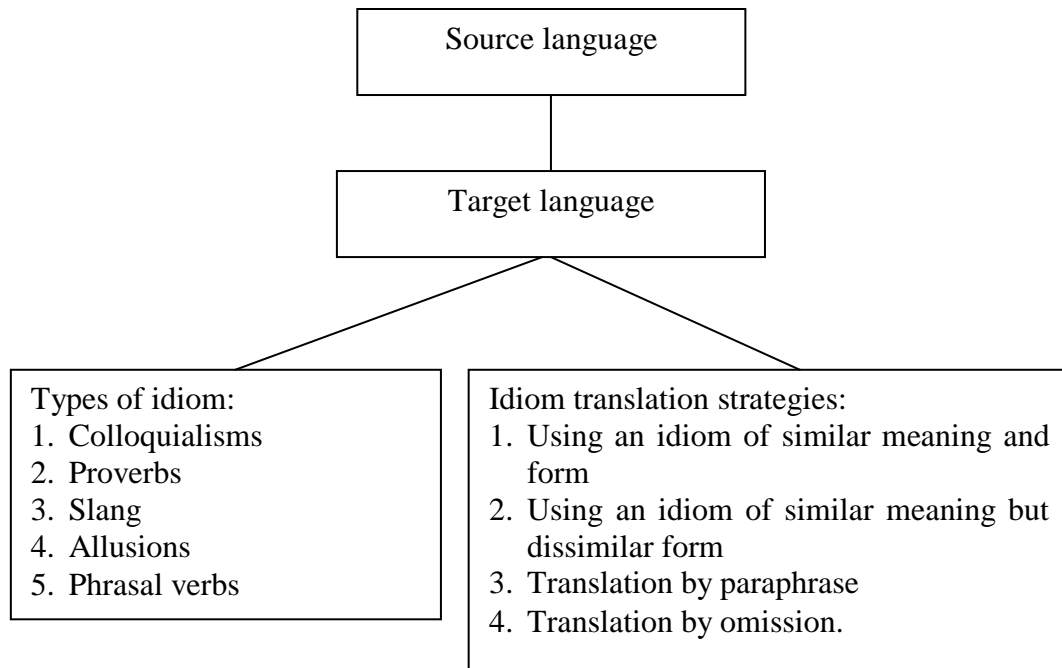 Source language
Target language
Types of idiom:
1. Colloquialisms
2. Proverbs
3. Slang
4. Allusions
5. Phrasal verbs
Idiom translation strategies:
1. Using an idiom of similar meaning and
form
2. Using an idiom of similar meaning but
dissimilar form
3. Translation by paraphrase
4. Translation by omission.